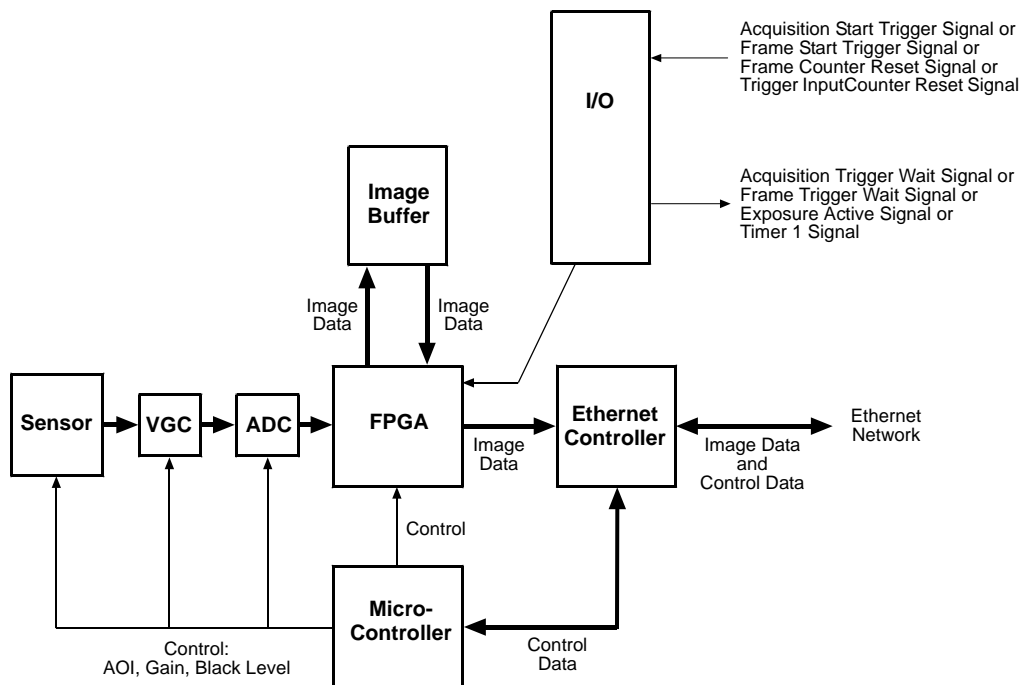 Acquisition Start Trigger Signal or
Frame Start Trigger Signal or
Frame Counter Reset Signal or
Trigger InputCounter Reset Signal
I/O
Acquisition Trigger Wait Signal or
Frame Trigger Wait Signal or
Exposure Active Signal or
Timer 1 Signal
Image
Buffer
Image
Data
Image
Data
Sensor
VGC
ADC
FPGA
Image
Data
Ethernet
Controller
Image Data
and
Control Data
Ethernet
Network
Control
Micro-
Controller
Control
Data
Control:
AOI, Gain, Black Level